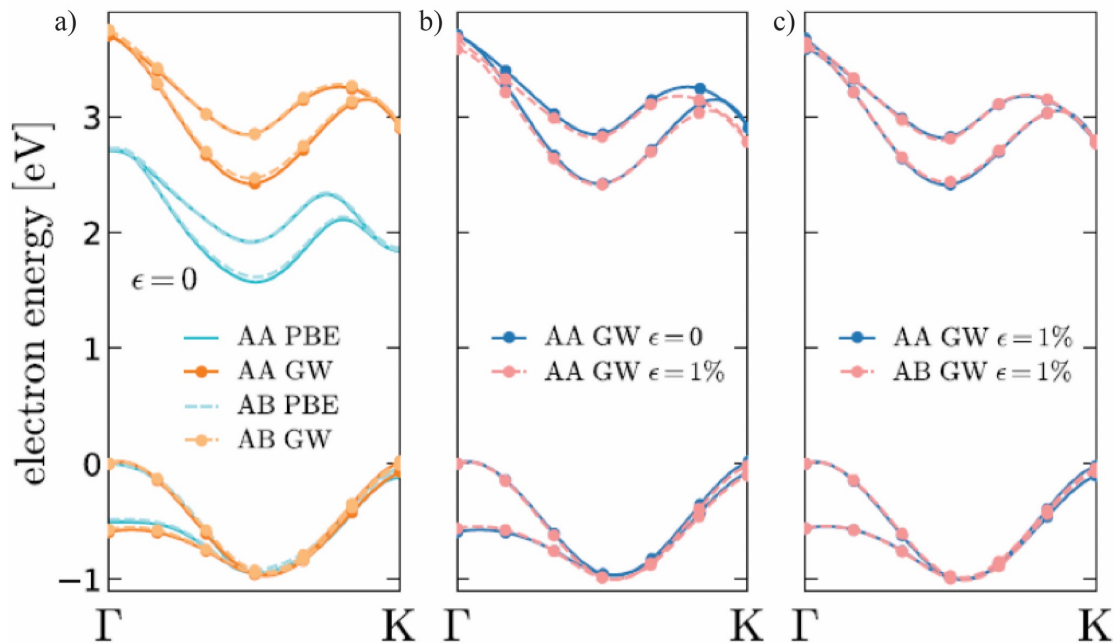 a)
b)
c)
electron energy [eV]
3
2
1
0
−1
ϵ = 0
AA PBE
AA GW
AB PBE
AB GW
Γ
K
AA GW ϵ = 0
AA GW ϵ = 1%
Γ
K
AA GW ϵ = 1%
AB GW ϵ = 1%
Γ
K